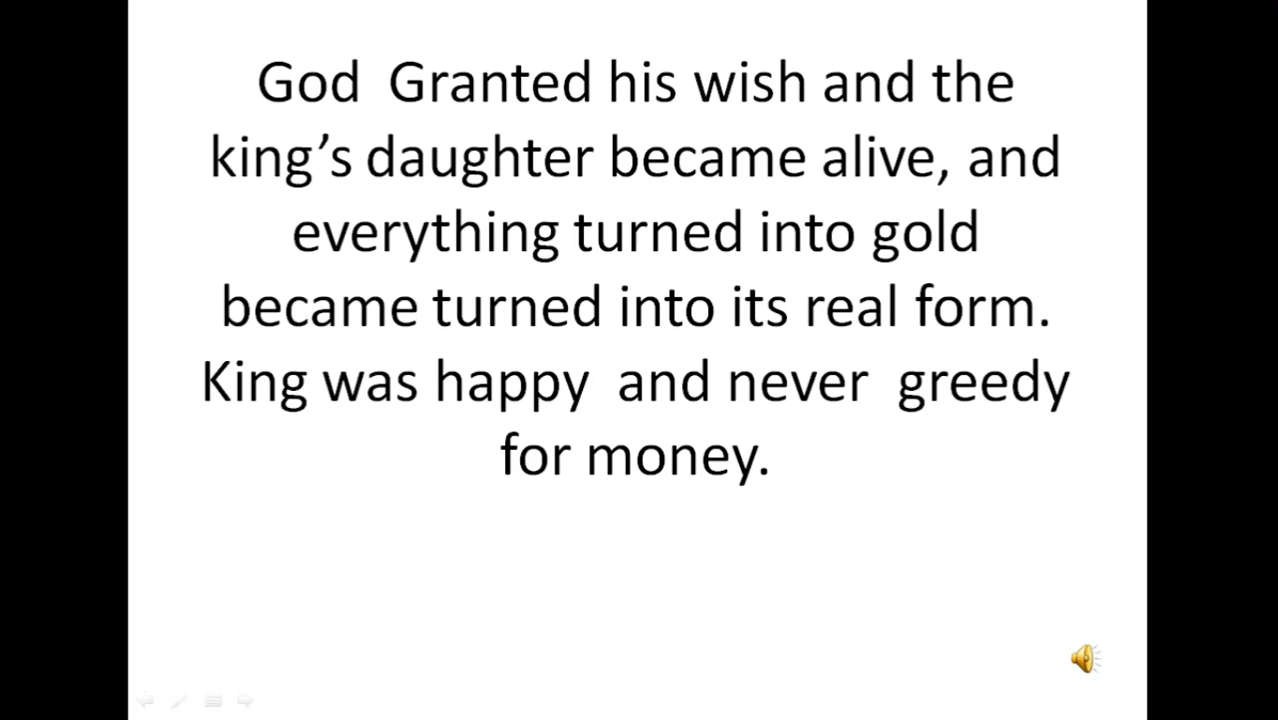 God  Granted his wish and the
king’s daughter became alive, and
everything turned into gold
became turned into its real form.
King was happy  and never  greedy
for money.